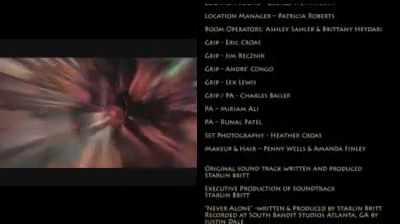 Location Manager – Patricia Roberts
Boom Operators: Ashley Sahler & Brittany Heydari
Grip - Eric Croas
Grip - Jim Recznik
Grip - Andre' Congo
Grip - Lex Lewis
Grip / PA - Charles Baiser
PA – Miriam Ali
PA – Runal Patel
Set Photography - Heather Croas
Makeup & Hair – Penny Wells & Amanda Finley
Original sound track written and produced
Starlin Britt
Executive Production of Soundtrack
Starlin Britt
"Never Alone" -written & Produced by Starlin Britt
Recorded at South Bandit Studios Atlanta, GA by
Justin Dale